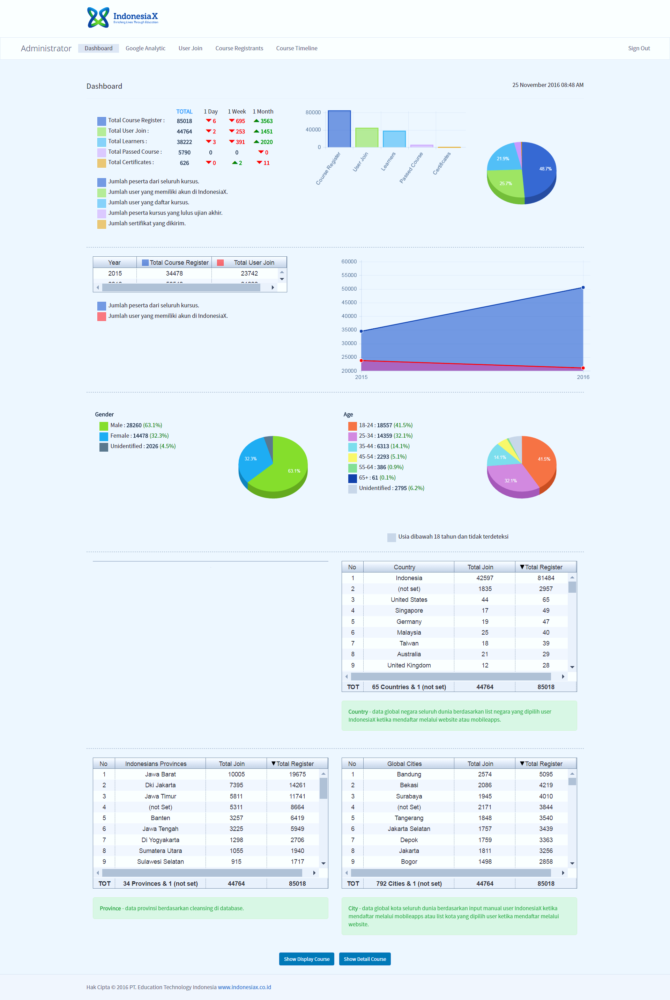 IndonesiaX
Enriching Lives Through Education
Administrator Dashboard Google Analytic User Join Course Registrants Course Timeline Sign Out
Dashboard 25 November 2016 08:48 AM
TOTAL 1 Day 1 Week 1 Month
Total Course Register : 85018 6 695 3563
Total User Join : 44764 2 253 1451
Total Learners : 38222 3 391 2020
Total Passed Course : 5790 0 0 0
Total Certificates : 626 0 2 11
Jumlah peserta dari seluruh kursus.
Jumlah user yang memiliki akun di IndonesiaX.
Jumlah user yang daftar kursus.
Jumlah peserta kursus yang lulus ujian akhir.
Jumlah sertifikat yang dikirim.
80000
40000
0
Course Register User Join Learners Passed Course Certificates
21.9%
48.7%
25.7%
Year Total Course Register Total User Join
2015 34478 23742
Jumlah peserta dari seluruh kursus.
Jumlah user yang memiliki akun di IndonesiaX.
60000
55000
50000
45000
40000
35000
30000
25000
20000
2015 2016
Gender
Male : 28260 (63.1%)
Female : 14478 (32.3%)
Unidentified : 2026 (4.5%)
32.3%
63.1%
Age
18-24 : 18557 (41.5%)
25-34 : 14359 (32.1%)
35-44 : 6313 (14.1%)
45-54 : 2293 (5.1%)
55-64 : 386 (0.9%)
65+ : 61 (0.1%)
Unidentified : 2795 (6.2%)
14.1%
41.5%
32.1%
Usia dibawah 18 tahun dan tidak terdeteksi
No Country Total Join ▼Total Register
1 Indonesia 42597 81484
2 (not set) 1835 2957
3 United States 44 65
4 Singapore 17 49
5 Germany 19 47
6 Malaysia 25 40
7 Taiwan 18 39
8 Australia 21 29
9 United Kingdom 12 28
TOT 65 Countries & 1 (not set) 44764 85018
Country - data global negara seluruh dunia berdasarkan list negara yang dipilih user
IndonesiaX ketika mendaftar melalui website atau mobileapps.
No Indonesians Provinces Total Join ▼Total Register
1 Jawa Barat 10005 19675
2 Dki Jakarta 7395 14261
3 Jawa Timur 5811 11741
4 (not Set) 5311 8664
5 Banten 3257 6419
6 Jawa Tengah 3225 5949
7 Di Yogyakarta 1298 2706
8 Sumatera Utara 1055 1940
9 Sulawesi Selatan 915 1717
TOT 34 Provinces & 1 (not set) 44764 85018
Province - data provinsi berdasarkan cleansing di database.
No Global Cities Total Join ▼Total Register
1 Bandung 2574 5095
2 Bekasi 2086 4219
3 Surabaya 1945 4010
4 (not Set) 2171 3844
5 Tangerang 1848 3540
6 Jakarta Selatan 1757 3439
7 Depok 1759 3363
8 Jakarta 1811 3256
9 Bogor 1498 2858
TOT 792 Cities & 1 (not set) 44764 85018
City - data global kota seluruh dunia berdasarkan input manual user IndonesiaX ketika
mendaftar melalui mobileapps atau list kota yang dipilih user ketika mendaftar melalui
website.
Show Display Course Show Detail Course
Hak Cipta © 2016 PT. Education Technology Indonesia www.indonesiax.co.id